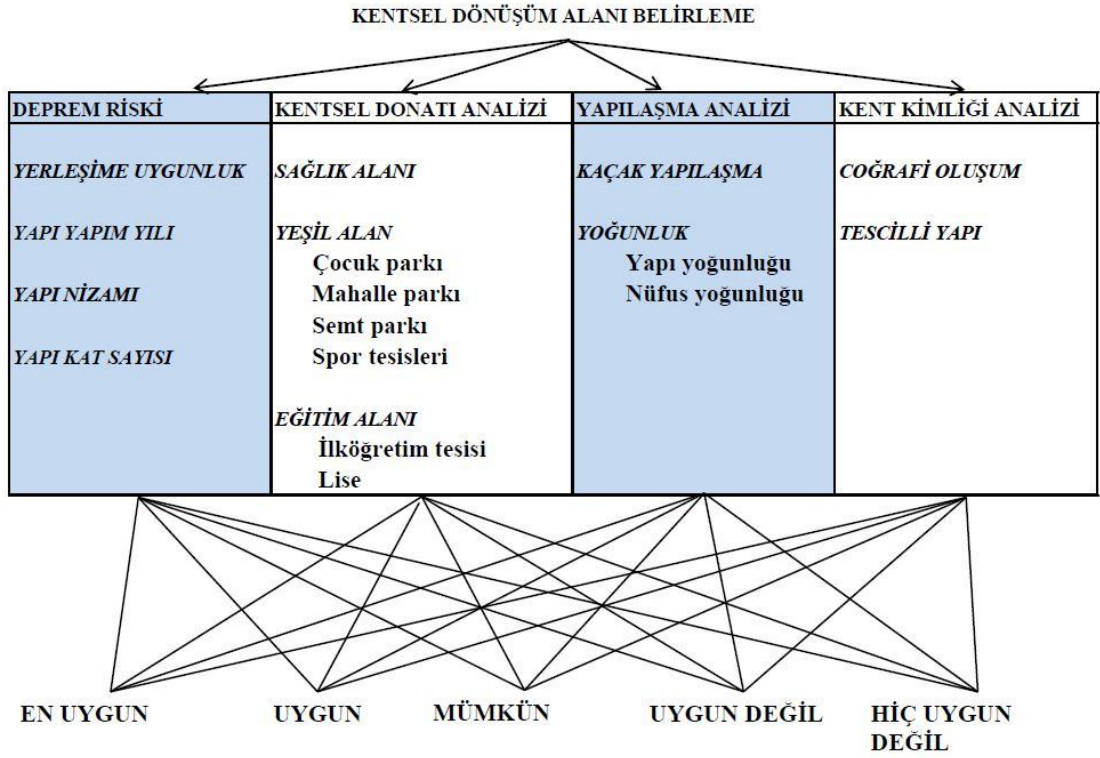 KENTSEL DÖNÜŞÜM ALANI BELİRLEME
DEPREM RİSKİ
YERLEŞİME UYGUNLUK
YAPI YAPIM YILI
YAPI NİZAMI
YAPI KAT SAYISI
KENTSEL DONATI ANALİZİ
SAĞLIK ALANI
YEŞİL ALAN
Çocuk parkı
Mahalle parkı
Semt parkı
Spor tesisleri
EĞİTİM ALANI
İlköğretim tesisi
Lise
YAPILAŞMA ANALİZİ
KAÇAK YAPILAŞMA
YOĞUNLUK
Yapı yoğunluğu
Nüfus yoğunluğu
KENT KİMLİĞİ ANALİZİ
COĞRAFİ OLUŞUM
TESCİLLİ YAPI
EN UYGUN
UYGUN
MÜMKÜN
UYGUN DEĞİL
HİÇ UYGUN
DEĞİL